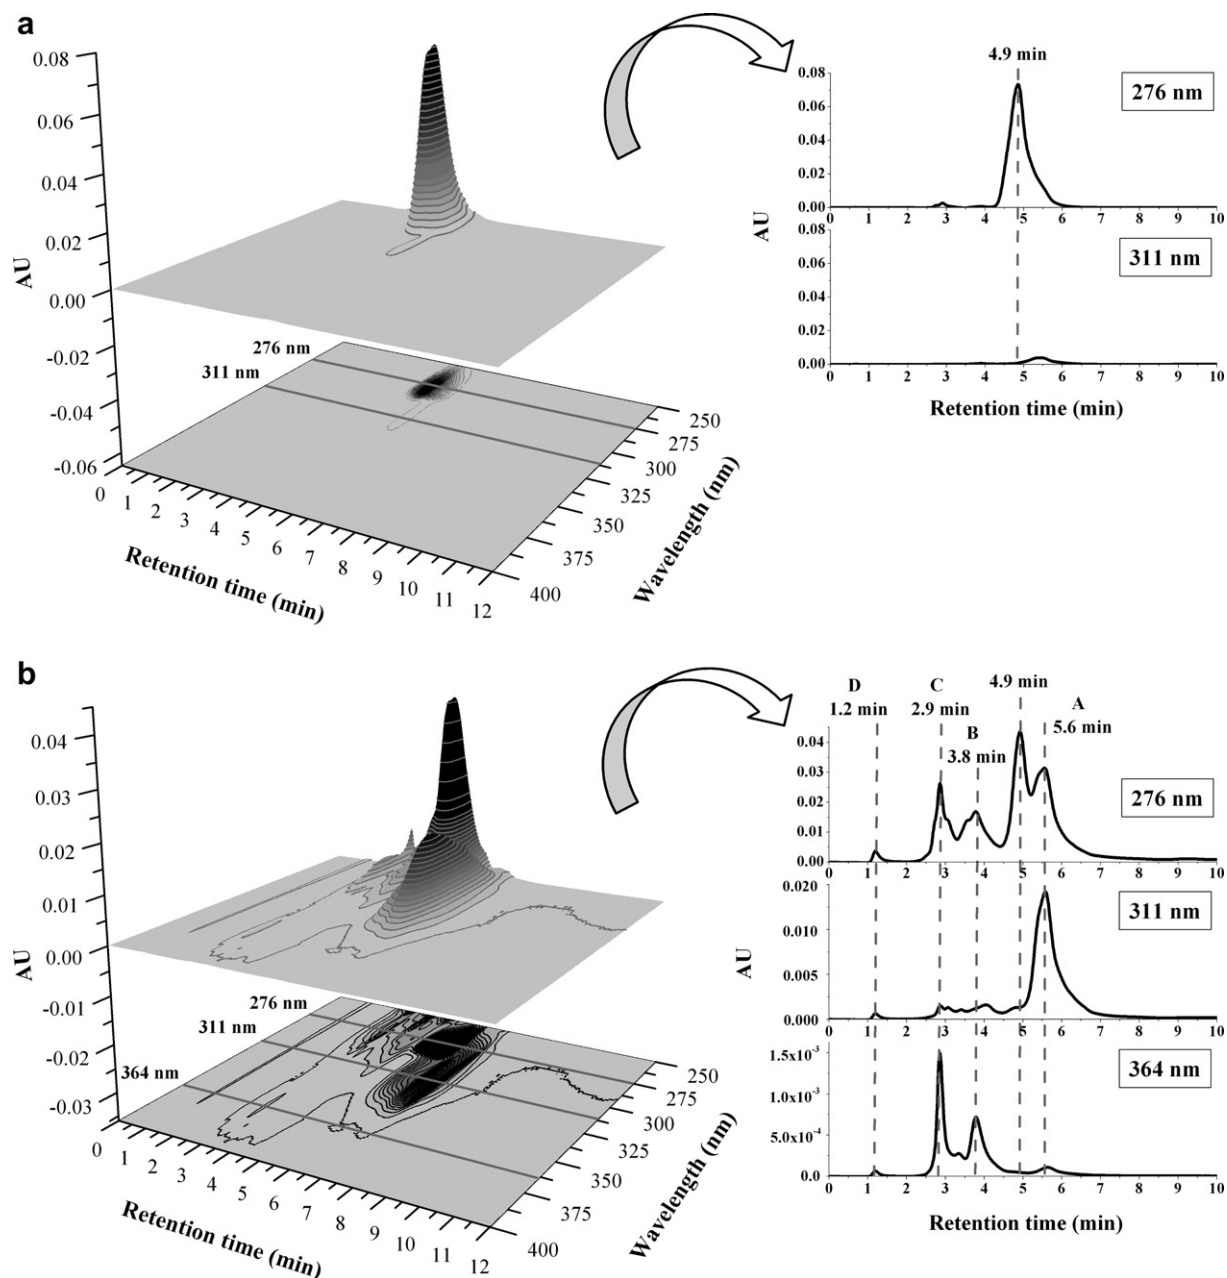 a
0.08
0.06
0.04
0.02
0.00
-0.02
-0.04
-0.06
AU
276 nm
311 nm
0 1 2 3 4 5 6 7 8 9 10 11 12
Retention time (min)
250
275
300
325
350
375
400
Wavelength (nm)
4.9 min
276 nm
0.08
0.06
0.04
0.02
0.00
0 1 2 3 4 5 6 7 8 9 10
AU
311 nm
0.08
0.06
0.04
0.02
0.00
0 1 2 3 4 5 6 7 8 9 10
Retention time (min)
b
0.04
0.03
0.02
0.01
0.00
-0.01
-0.02
-0.03
AU
276 nm
311 nm
364 nm
0 1 2 3 4 5 6 7 8 9 10 11 12
Retention time (min)
250
275
300
325
350
375
400
Wavelength (nm)
D
1.2 min
C
2.9 min
B
3.8 min
4.9 min
A
5.6 min
276 nm
0.04
0.03
0.02
0.01
0.00
0 1 2 3 4 5 6 7 8 9 10
311 nm
0.020
0.010
0.005
0.000
0 1 2 3 4 5 6 7 8 9 10
AU
364 nm
1.5x10⁻³
1.0x10⁻³
5.0x10⁻⁴
0.0
0 1 2 3 4 5 6 7 8 9 10
Retention time (min)